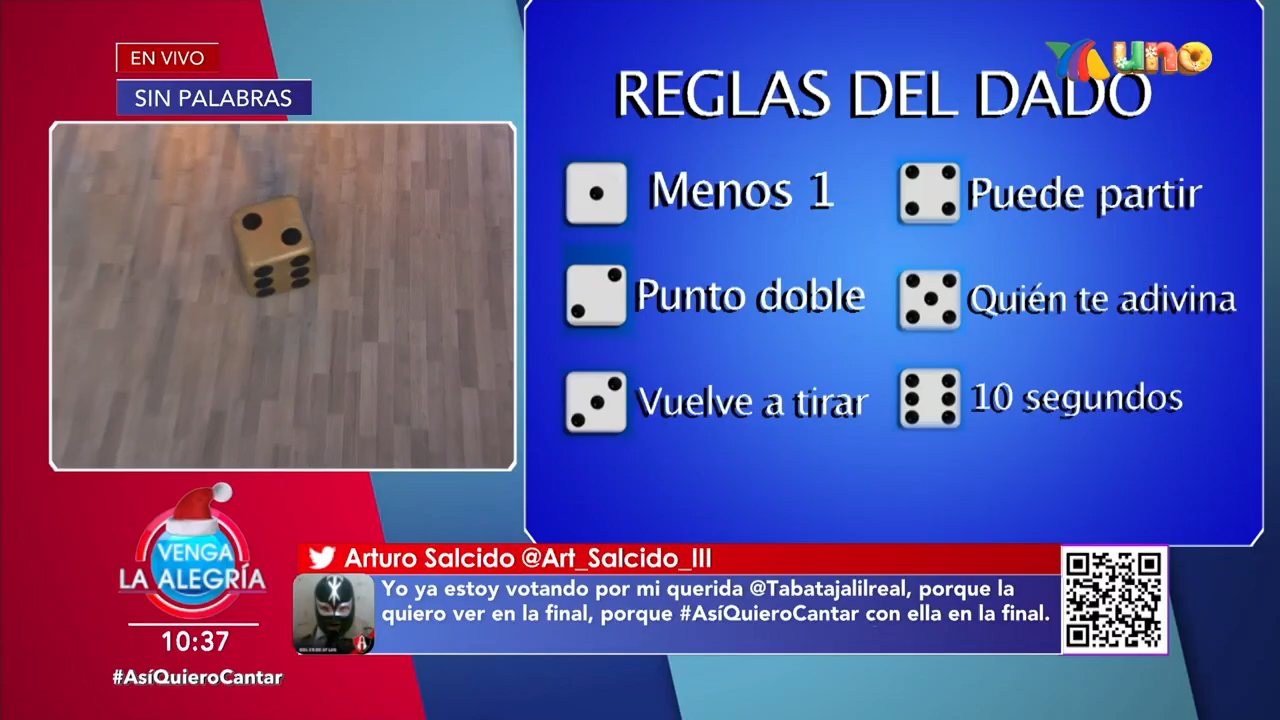 EN VIVO
SIN PALABRAS
uno
REGLAS DEL DADO
Menos 1
Puede partir
Punto doble
Quién te adivina
Vuelve a tirar
10 segundos
VENGA
LA ALEGRÍA
10:37
#AsíQuieroCantar
Arturo Salcido @Art_Salcido_III
Yo ya estoy votando por mi querida @Tabatajalilreal, porque la
quiero ver en la final, porque #AsíQuieroCantar con ella en la final.